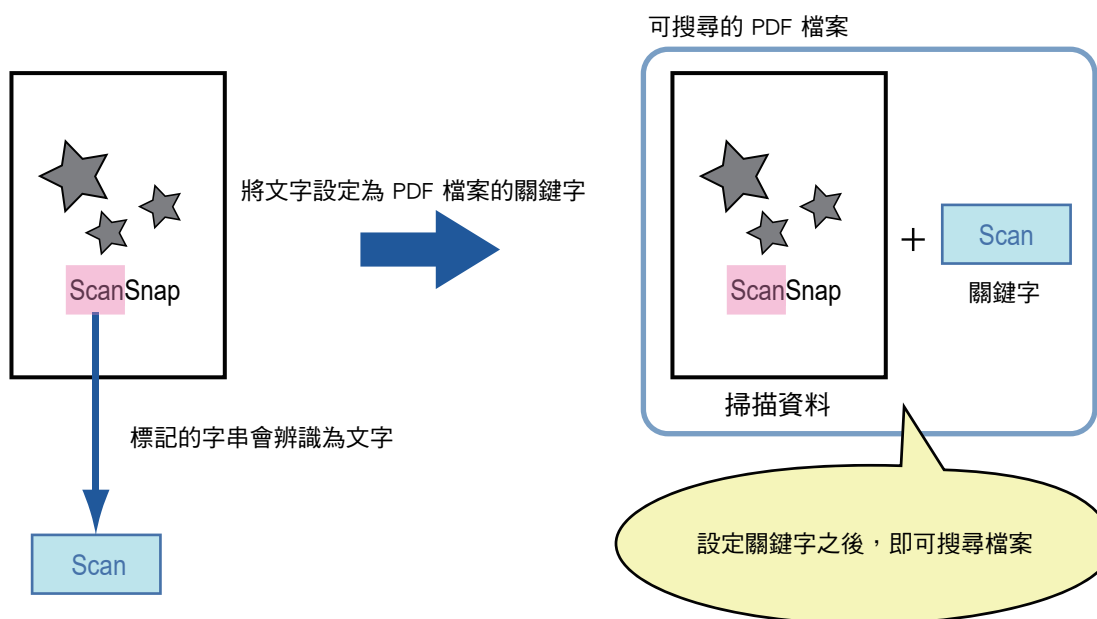 可搜尋的 PDF 檔案
將文字設定為 PDF 檔案的關鍵字
ScanSnap
標記的字串會辨識為文字
Scan
ScanSnap
+
Scan
關鍵字
掃描資料
設定關鍵字之後，即可搜尋檔案